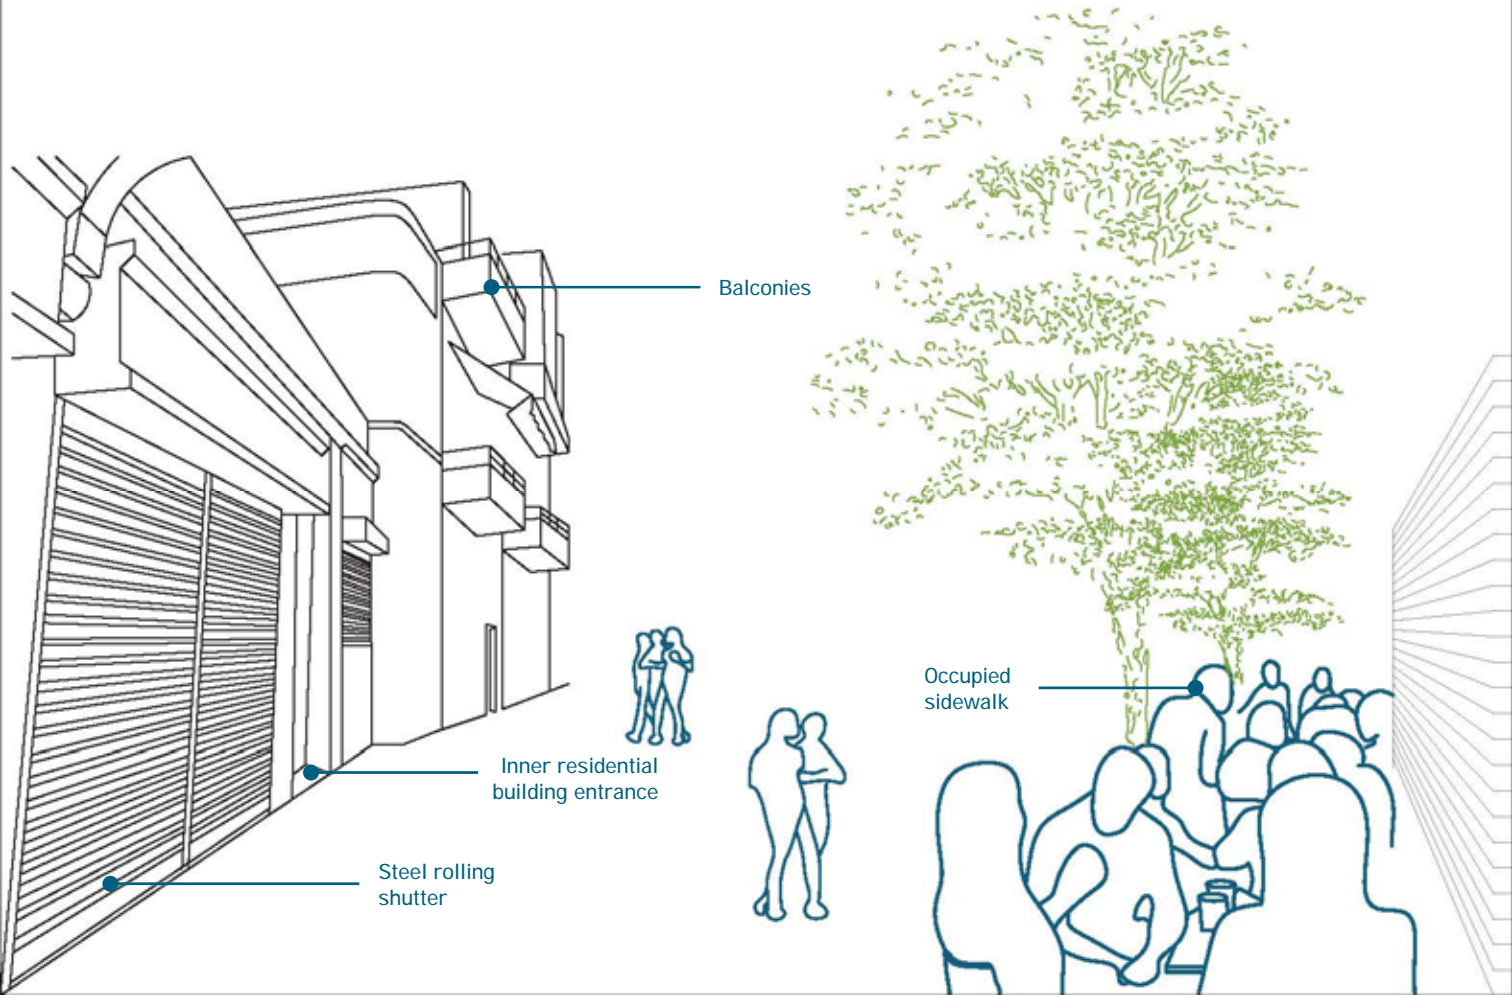 Balconies
Occupied
sidewalk
Inner residential
building entrance
Steel rolling
shutter